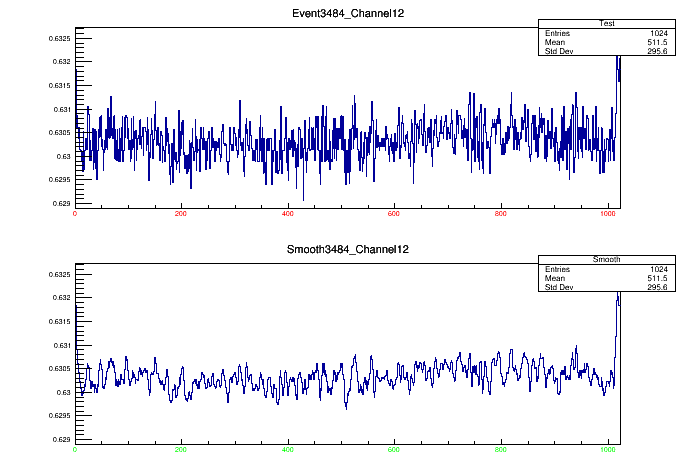 Event3484_Channel12
Test
Entries 1024
Mean 511.5
Std Dev 295.6
0.6325
0.632
0.6315
0.631
0.6305
0.63
0.6295
0.629
0 200 400 600 800 1000
Smooth3484_Channel12
Smooth
Entries 1024
Mean 511.5
Std Dev 295.6
0.6325
0.632
0.6315
0.631
0.6305
0.63
0.6295
0.629
0 200 400 600 800 1000